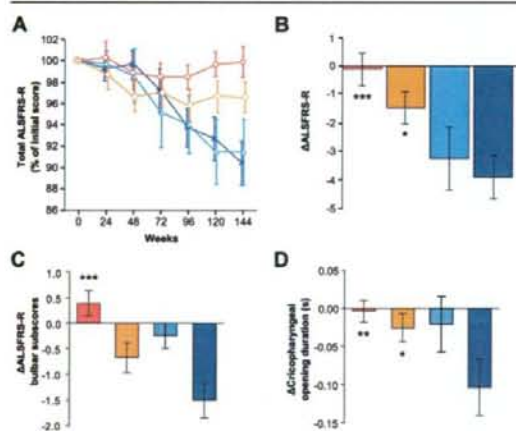 A
Total ALSFRS-R
(% of initial score)
102
100
98
96
94
92
90
88
86
0 24 48 72 96 120 144
Weeks
B
ΔALSFRS-R
0
-1
-2
-3
-4
-5
***
*
C
ΔALSFRS-R
bulbar subscores
1.0
0.5
0.0
-0.5
-1.0
-1.5
-2.0
***
D
ΔCricopharyngeal
opening duration (s)
0.05
0.00
-0.05
-0.10
-0.15
**
*